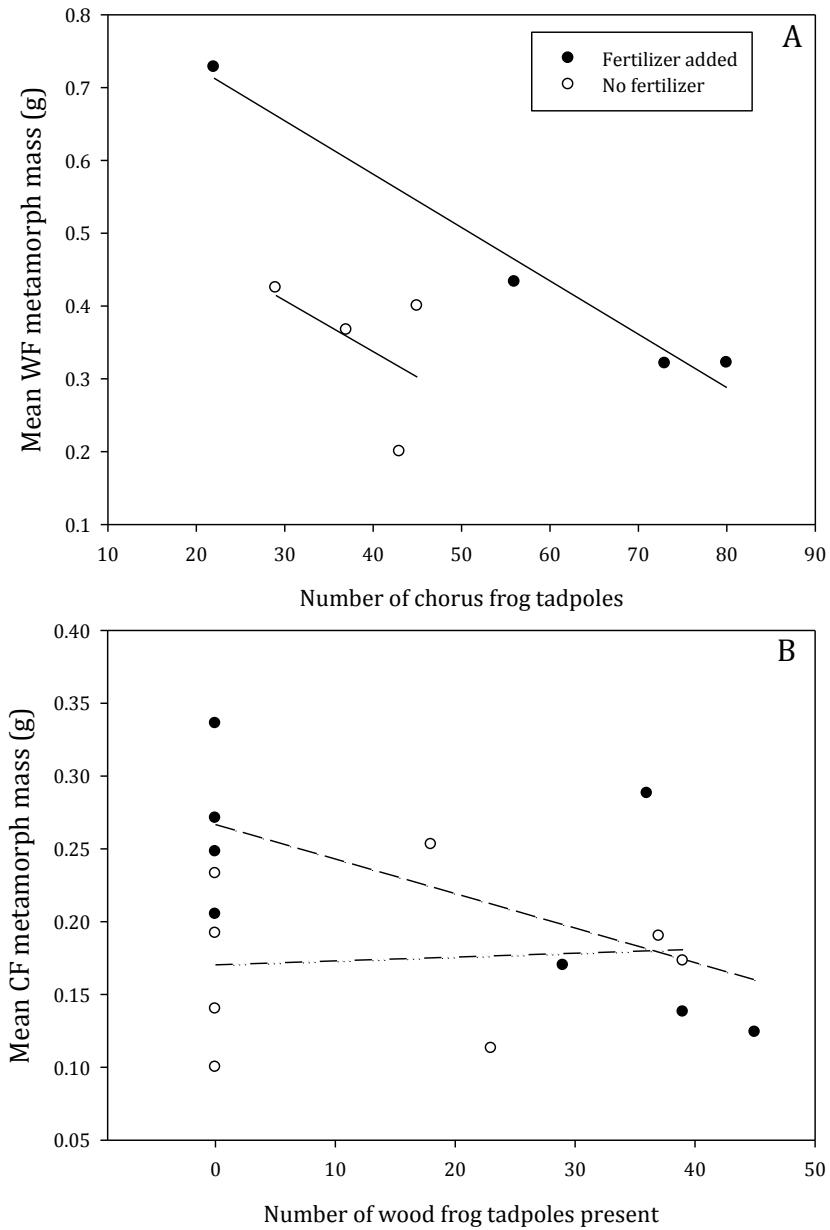 A
Fertilizer added
No fertilizer
Mean WF metamorph mass (g)
0.8
0.7
0.6
0.5
0.4
0.3
0.2
0.1
10 20 30 40 50 60 70 80 90
Number of chorus frog tadpoles
B
Mean CF metamorph mass (g)
0.40
0.35
0.30
0.25
0.20
0.15
0.10
0.05
0 10 20 30 40 50
Number of wood frog tadpoles present